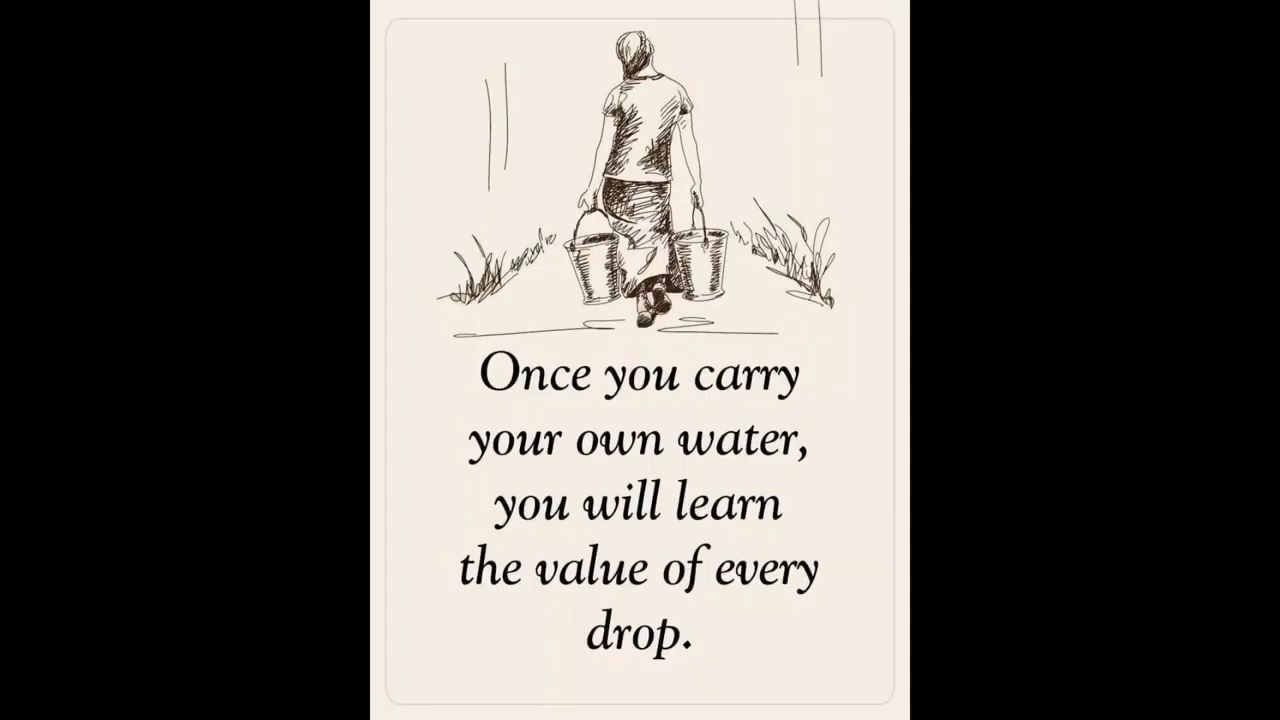 Once you carry
your own water,
you will learn
the value of every
drop.